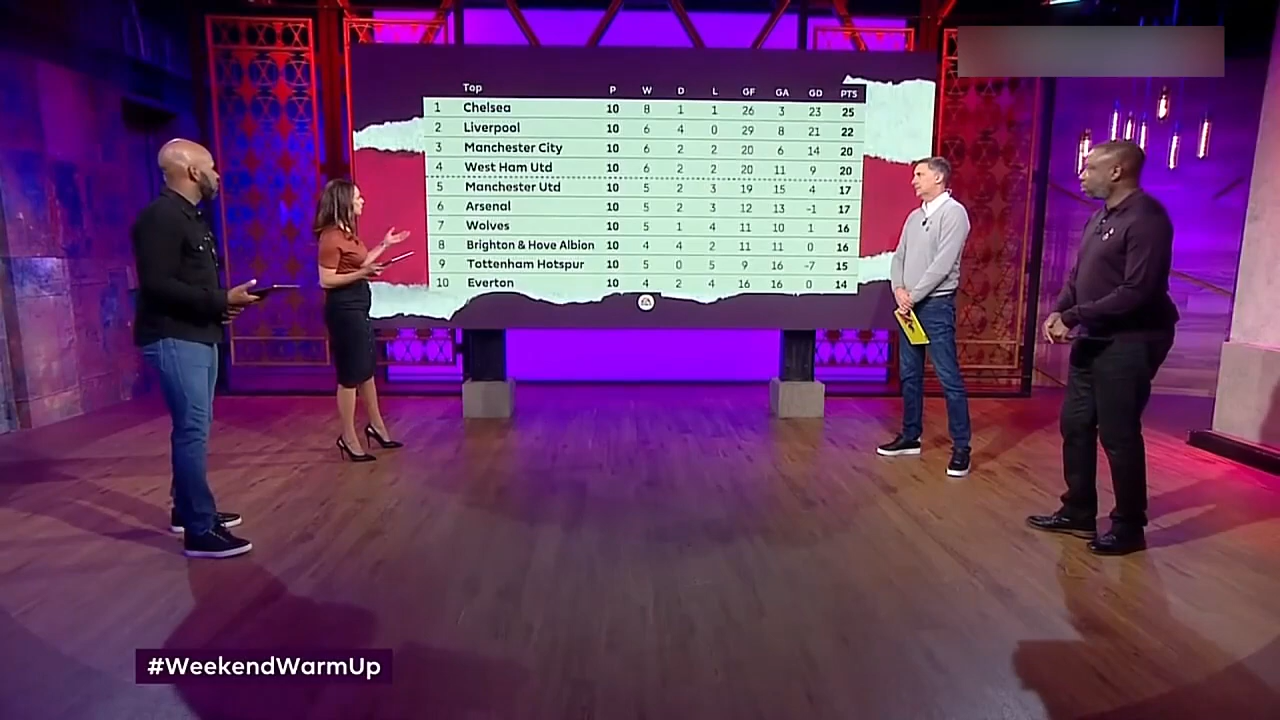 Top P W D L GF GA GD PTS
1 Chelsea 10 8 1 1 26 3 23 25
2 Liverpool 10 6 4 0 29 8 21 22
3 Manchester City 10 6 2 2 20 6 14 20
4 West Ham Utd 10 6 2 2 20 11 9 20
5 Manchester Utd 10 5 2 3 19 15 4 17
6 Arsenal 10 5 2 3 12 13 -1 17
7 Wolves 10 5 1 4 11 10 1 16
8 Brighton & Hove Albion 10 4 4 2 11 11 0 16
9 Tottenham Hotspur 10 5 0 5 9 16 -7 15
10 Everton 10 4 2 4 16 16 0 14
#WeekendWarmUp